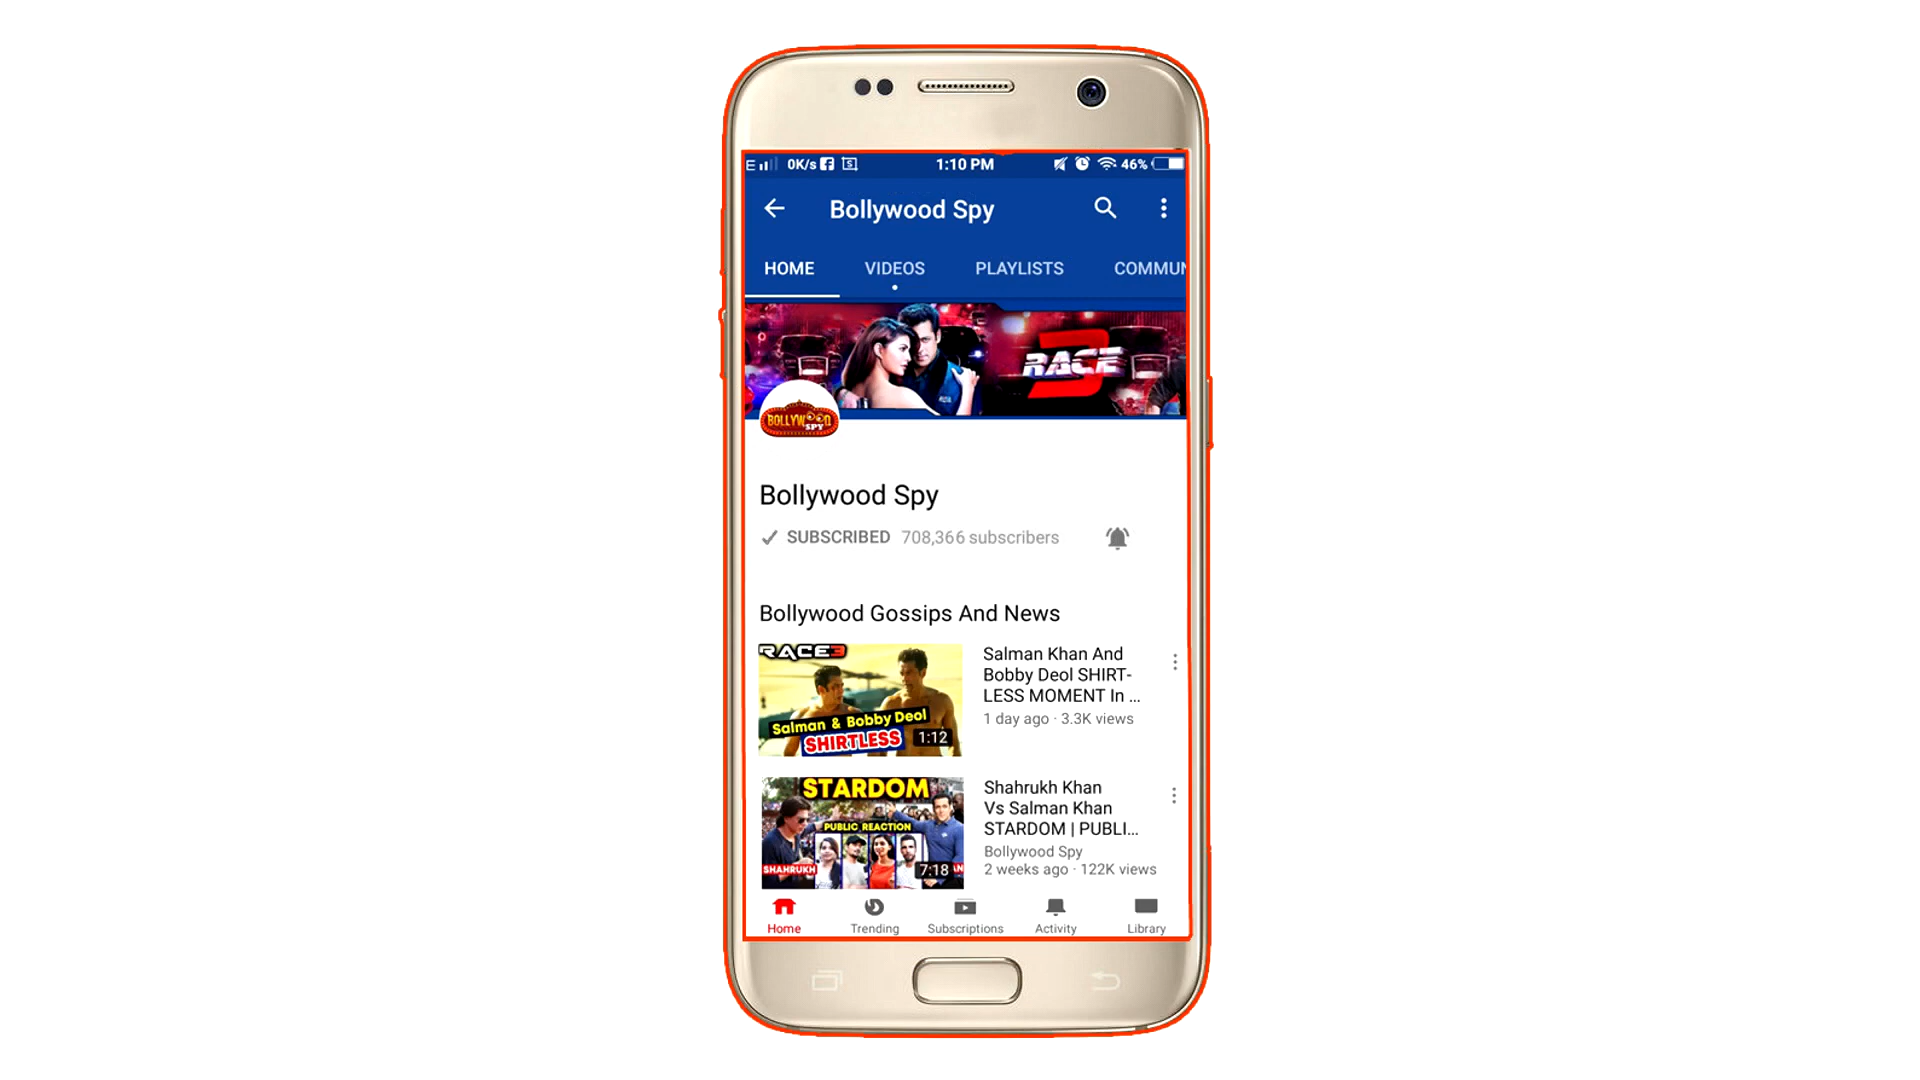 E 0K/s 1:10 PM 46%
Bollywood Spy
HOME VIDEOS PLAYLISTS COMMUN
RACE 3
BOLLYWOOD
SPY
Bollywood Spy
SUBSCRIBED 708,366 subscribers
Bollywood Gossips And News
RACE3
Salman & Bobby Deol
SHIRTLESS
1:12
Salman Khan And
Bobby Deol SHIRT-
LESS MOMENT In ...
1 day ago · 3.3K views
STARDOM
PUBLIC REACTION
SHAHRUKH
7:18
Shahrukh Khan
Vs Salman Khan
STARDOM | PUBLI...
Bollywood Spy
2 weeks ago · 122K views
Home Trending Subscriptions Activity Library